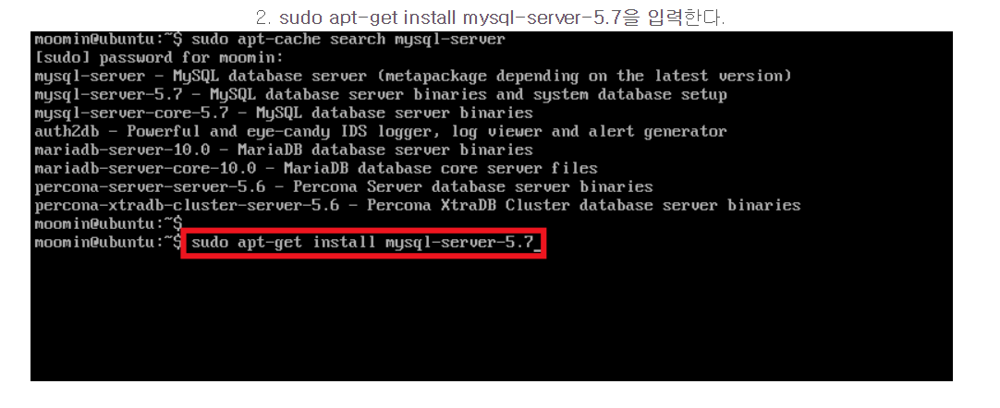 2. sudo apt-get install mysql-server-5.7을 입력한다.
moomin@ubuntu:~$ sudo apt-cache search mysql-server
[sudo] password for moomin:
mysql-server - MySQL database server (metapackage depending on the latest version)
mysql-server-5.7 - MySQL database server binaries and system database setup
mysql-server-core-5.7 - MySQL database server binaries
auth2db - Powerful and eye-candy IDS logger, log viewer and alert generator
mariadb-server-10.0 - MariaDB database server binaries
mariadb-server-core-10.0 - MariaDB database core server files
percona-server-server-5.6 - Percona Server database server binaries
percona-xtradb-cluster-server-5.6 - Percona XtraDB Cluster database server binaries
moomin@ubuntu:~$
moomin@ubuntu:~$ sudo apt-get install mysql-server-5.7_